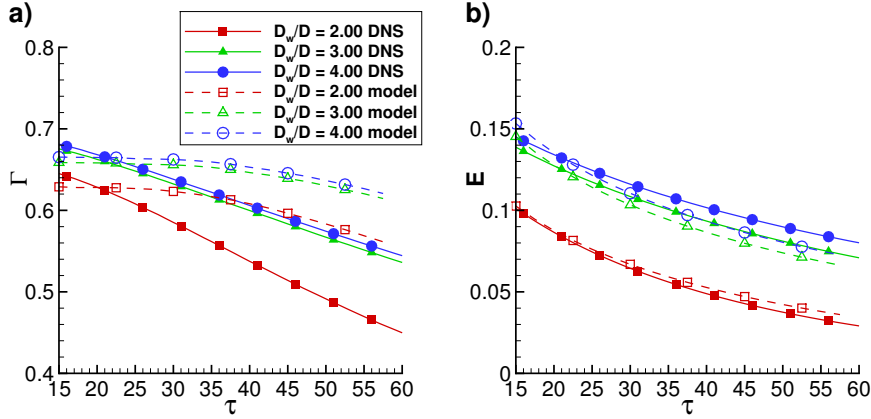 a)
b)
D_w/D = 2.00 DNS
D_w/D = 3.00 DNS
D_w/D = 4.00 DNS
D_w/D = 2.00 model
D_w/D = 3.00 model
D_w/D = 4.00 model
Γ
0.8
0.7
0.6
0.5
0.4
15 21 25 30 35 40 45 50 55 60
τ
E
0.2
0.15
0.1
0.05
0
15 21 25 30 35 40 45 50 55 60
τ